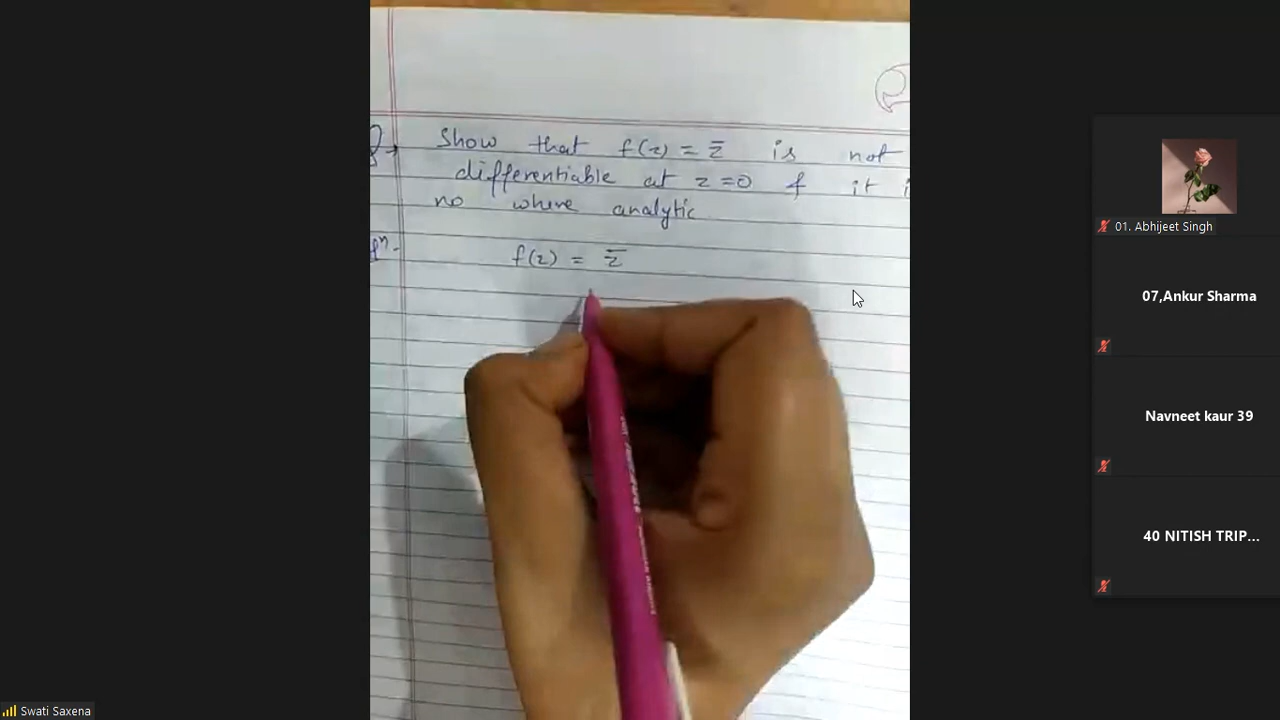 Show that f(z) = z̅ is not
differentiable at z=0 & it i
no where analytic
f(z) = z̅
01. Abhijeet Singh
07,Ankur Sharma
Navneet kaur 39
40 NITISH TRIP...
Swati Saxena